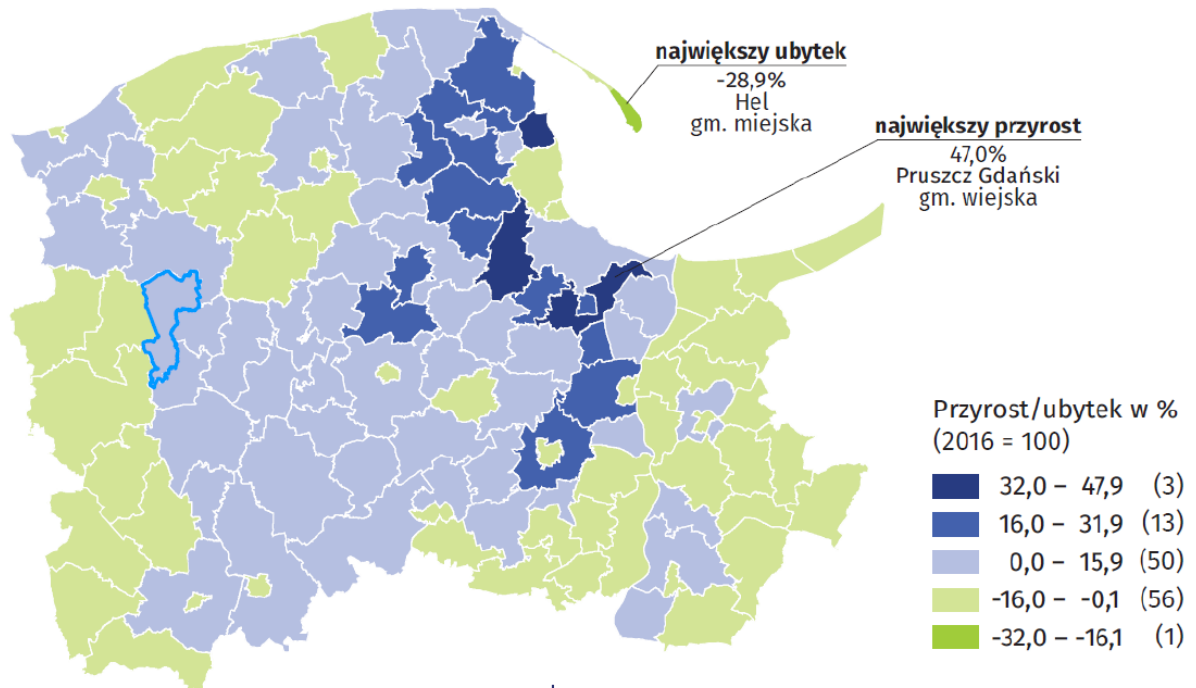 największy ubytek
-28,9%
Hel
gm. miejska
największy przyrost
47,0%
Pruszcz Gdański
gm. wiejska
Przyrost/ubytek w %
(2016 = 100)
32,0 – 47,9 (3)
16,0 – 31,9 (13)
0,0 – 15,9 (50)
-16,0 – -0,1 (56)
-32,0 – -16,1 (1)